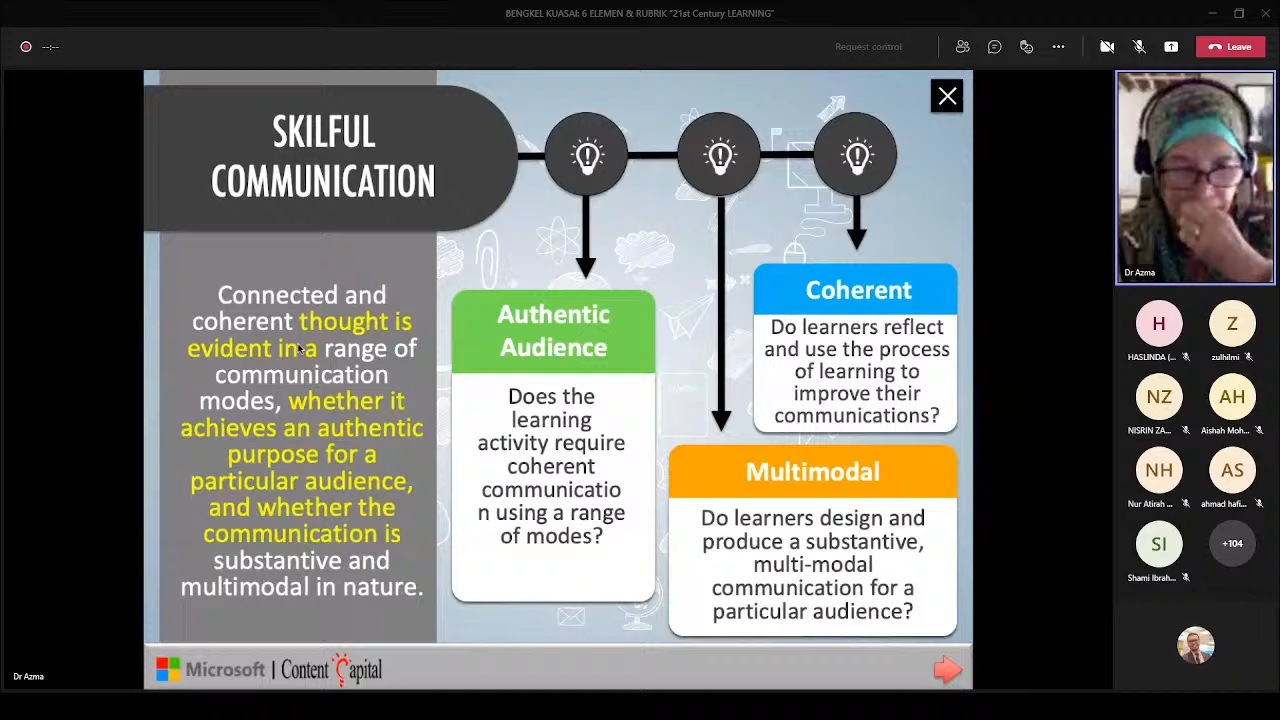 BENGKEL KUASAI: 6 ELEMEN & RUBRIK "21st Century LEARNING"
--:--
Request control
Leave
SKILFUL
COMMUNICATION
Connected and
coherent thought is
evident in a range of
communication
modes, whether it
achieves an authentic
purpose for a
particular audience,
and whether the
communication is
substantive and
multimodal in nature.
Authentic
Audience
Does the
learning
activity require
coherent
communicatio
n using a range
of modes?
Coherent
Do learners reflect
and use the process
of learning to
improve their
communications?
Multimodal
Do learners design and
produce a substantive,
multi-modal
communication for a
particular audience?
Microsoft | Content Capital
Dr Azma
Dr Azma
H
HASLINDA (...
Z
zulhilmi
NZ
NISRIN ZA...
AH
Aishah Moh...
NH
Nur Atirah ...
AS
ahmad hafi...
SI
Shami Ibrah...
+104